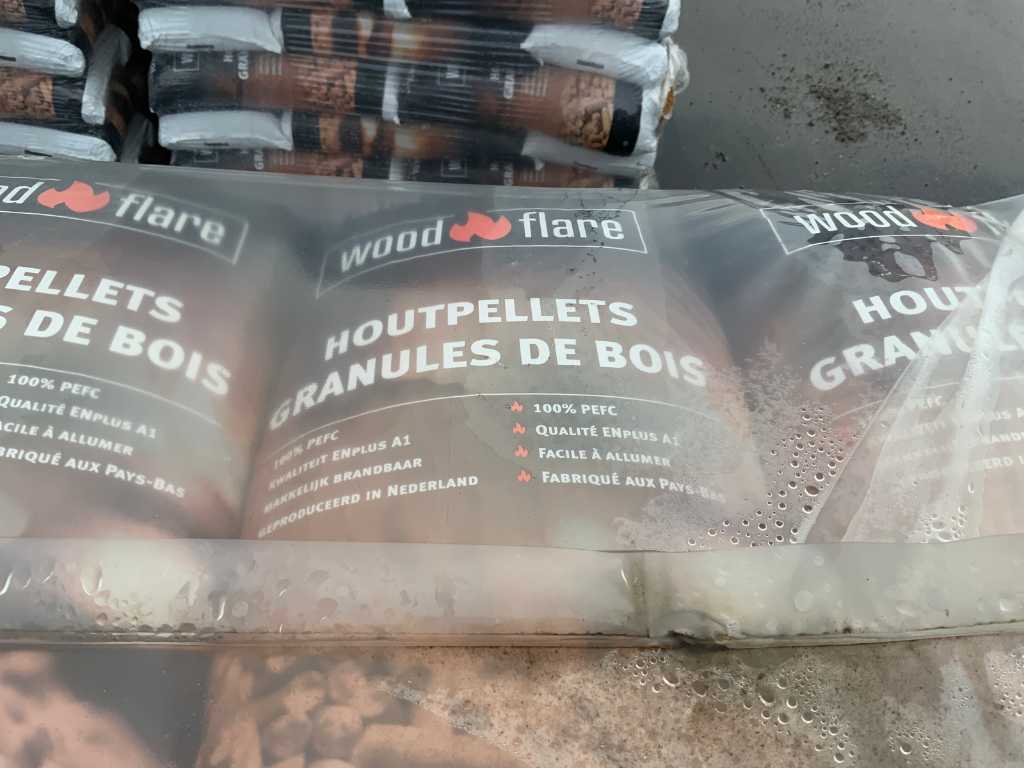 wood flare
HOUTPELLETS
GRANULES DE BOIS
100% PEFC
KWALITEIT ENPLUS A1
MAKKELIJK BRANDBAAR
GEPRODUCEERD IN NEDERLAND
100% PEFC
QUALITÉ ENPLUS A1
FACILE À ALLUMER
FABRIQUÉ AUX PAYS-BAS
flare
PELLETS
DE BOIS
100% PEFC
QUALITÉ ENPLUS A1
FACILE À ALLUMER
FABRIQUÉ AUX PAYS-BAS
wood